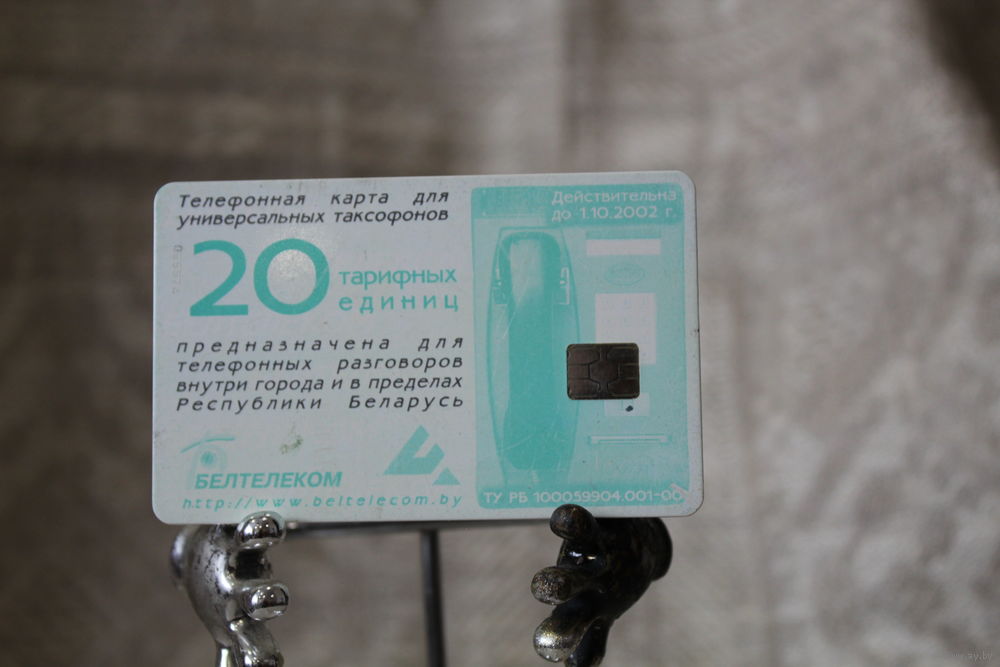 Телефонная карта для
универсальных таксофонов
20 тарифных
единиц
предназначена для
телефонных разговоров
внутри города и в пределах
Республики Беларусь
БЕЛТЕЛЕКОМ
http://www.beltelecom.by
Действительна
до 1.10.2002 г.
ТУ РБ 100059904.001-00